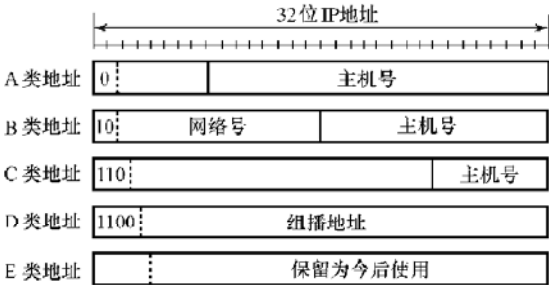 32位IP地址
A类地址 0 主机号
B类地址 10 网络号 主机号
C类地址 110 主机号
D类地址 1100 组播地址
E类地址 保留为今后使用